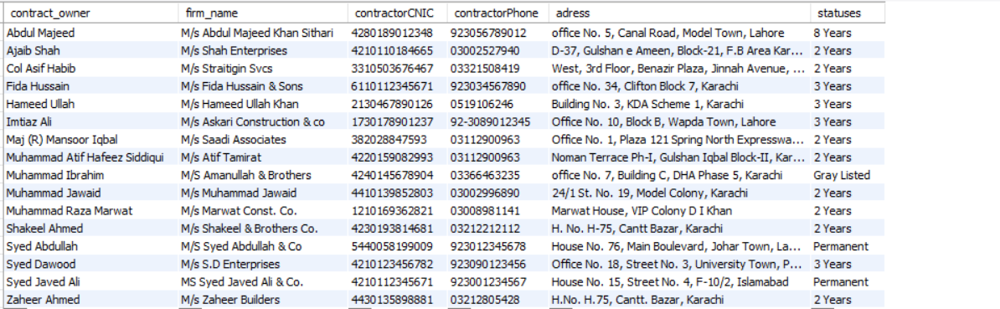 contract_owner firm_name contractorCNIC contractorPhone adress statuses
Abdul Majeed M/s Abdul Majeed Khan Sithari 4280189012348 923056789012 office No. 5, Canal Road, Model Town, Lahore 8 Years
Ajaib Shah M/s Shah Enterprises 4210110184665 03002527940 D-37, Gulshan e Ameen, Block-21, F.B Area Kar... 2 Years
Col Asif Habib M/s Straitigin Svcs 3310503676467 03321508419 West, 3rd Floor, Benazir Plaza, Jinnah Avenue, ... 2 Years
Fida Hussain M/s Fida Hussain & Sons 6110112345671 923034567890 office No. 34, Clifton Block 7, Karachi 3 Years
Hameed Ullah M/s Hameed Ullah Khan 2130467890126 0519106246 Building No. 3, KDA Scheme 1, Karachi 3 Years
Imtiaz Ali M/s Askari Construction & co 1730178901237 92-3089012345 Office No. 10, Block B, Wapda Town, Lahore 3 Years
Maj (R) Mansoor Iqbal M/s Saadi Associates 382028847593 03112900963 Office No. 1, Plaza 121 Spring North Expresswa... 2 Years
Muhammad Atif Hafeez Siddiqui M/s Atif Tamirat 4220159082993 03112900963 Noman Terrace Ph-I, Gulshan Iqbal Block-II, Kar... 2 Years
Muhammad Ibrahim M/S Amanullah & Brothers 4240145678904 03366463235 office No. 7, Building C, DHA Phase 5, Karachi Gray Listed
Muhammad Jawaid M/s Muhammad Jawaid 4410139852803 03002996890 24/1 St. No. 19, Model Colony, Karachi 2 Years
Muhammad Raza Marwat M/s Marwat Const. Co. 1210169362821 03008981141 Marwat House, VIP Colony D I Khan 2 Years
Shakeel Ahmed M/s Shakeel & Brothers Co. 4230193814681 03212212112 H. No. H-75, Cantt Bazar, Karachi 2 Years
Syed Abdullah M/S Syed Abdullah & Co 5440058199009 923012345678 House No. 76, Main Boulevard, Johar Town, La... Permanent
Syed Dawood M/s S.D Enterprises 4210123456782 923090123456 Office No. 18, Street No. 3, University Town, P... 3 Years
Syed Javed Ali MS Syed Javed Ali & Co. 4210112345671 923001234567 House No. 15, Street No. 4, F-10/2, Islamabad Permanent
Zaheer Ahmed M/s Zaheer Builders 4430135898881 03212805428 H.No. H.75, Cantt. Bazar, Karachi 2 Years